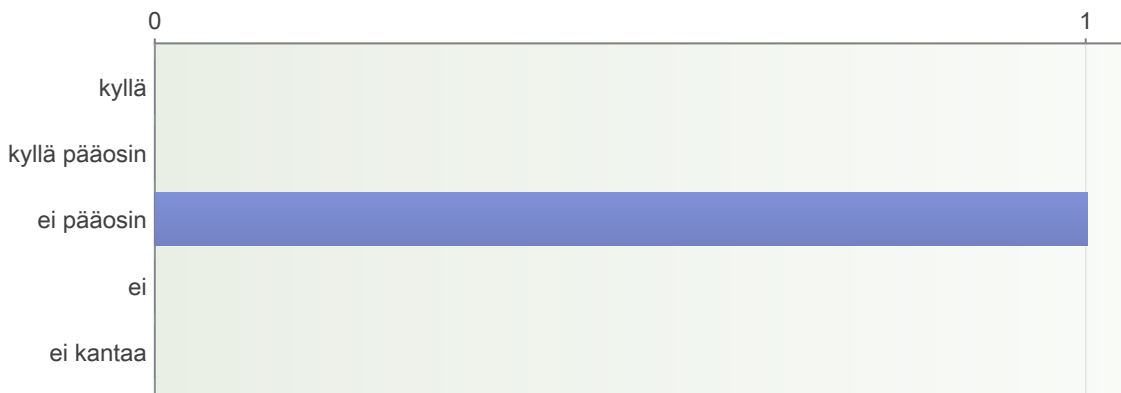 0 1
kyllä
kyllä pääosin
ei pääosin
ei
ei kantaa